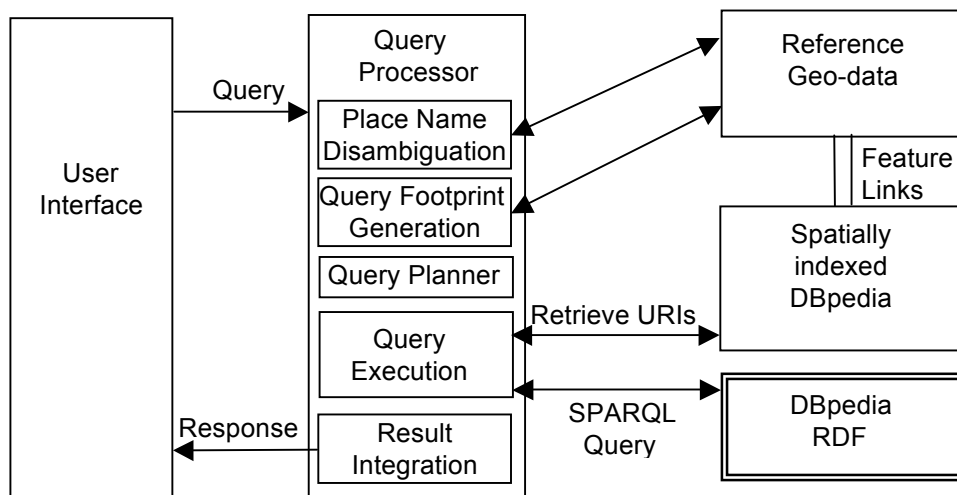 User
Interface
Query
Query
Processor
Place Name
Disambiguation
Query Footprint
Generation
Query Planner
Query
Execution
Result
Integration
Response
Reference
Geo-data
Feature
Links
Spatially
indexed
DBpedia
Retrieve URIs
SPARQL
Query
DBpedia
RDF